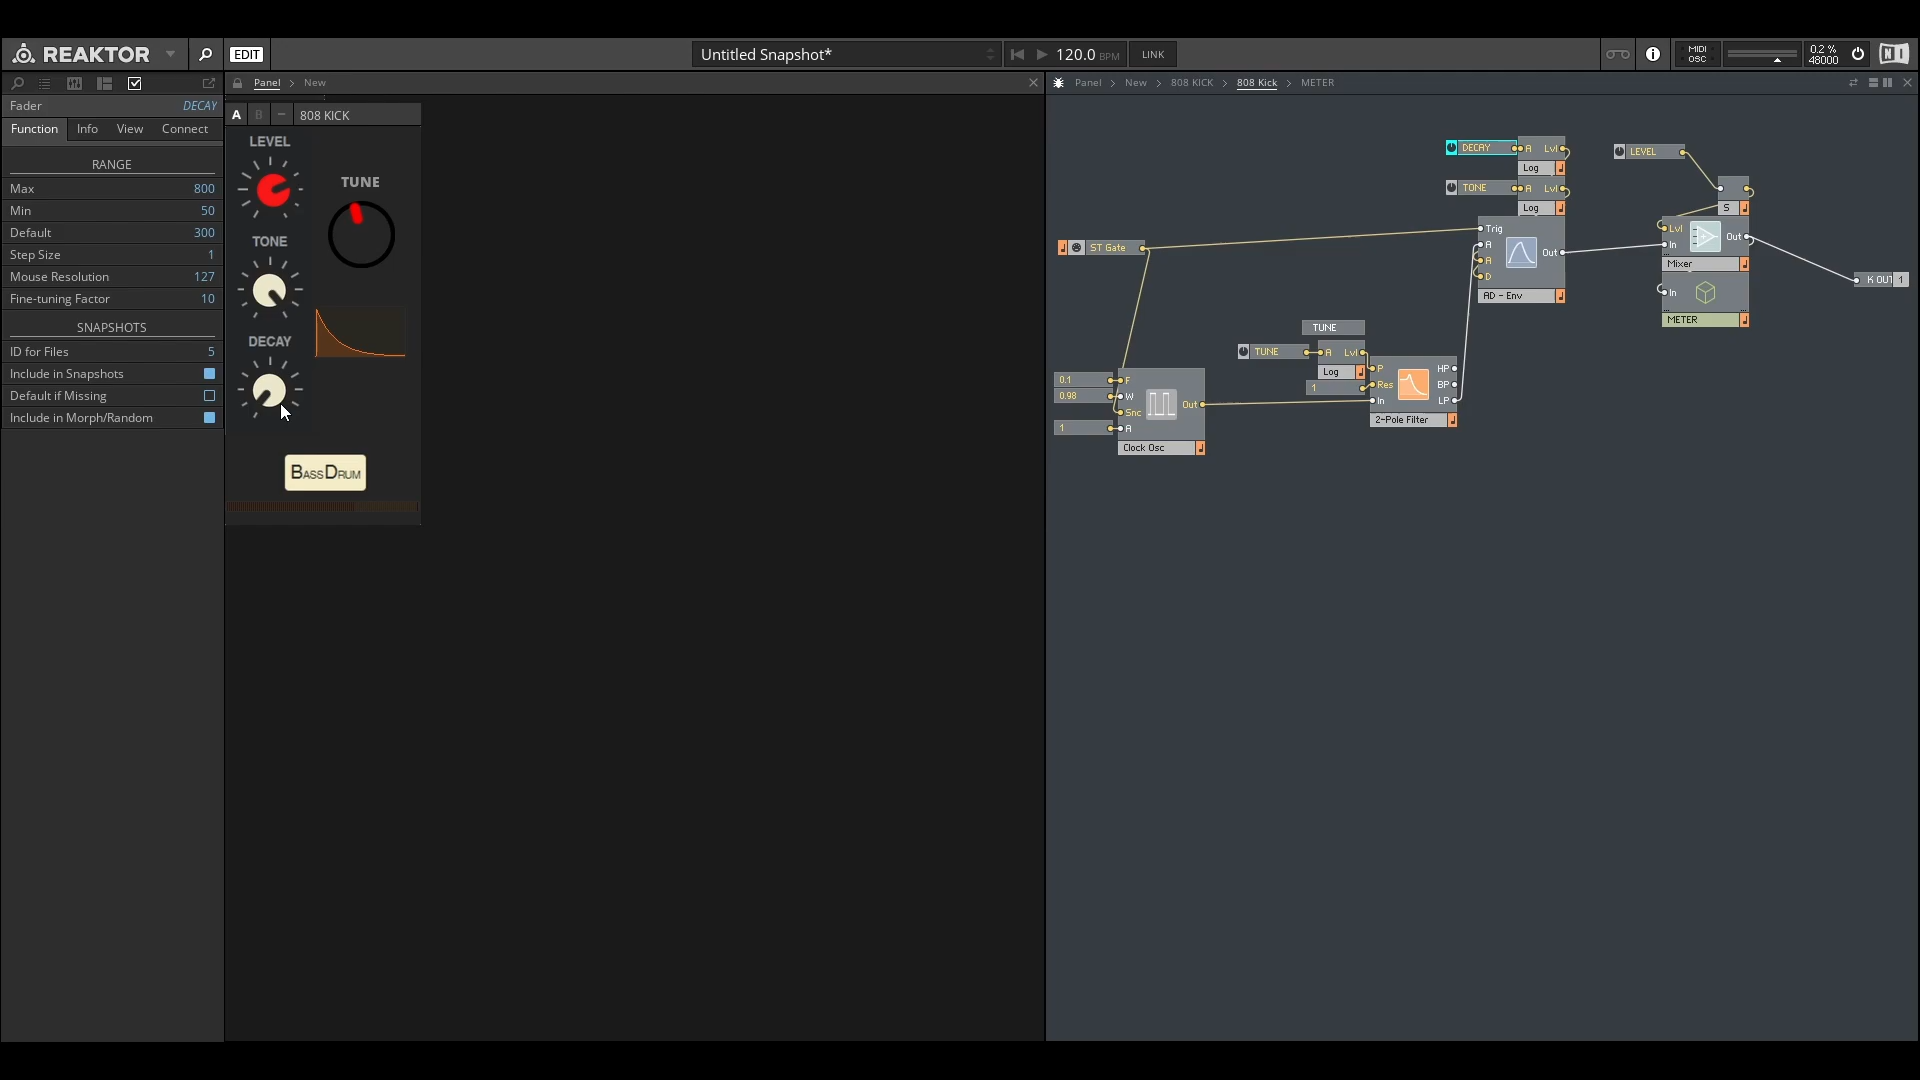 REAKTOR
EDIT
Untitled Snapshot*
120.0 BPM
LINK
MIDI
OSC
0.2 %
48000
Fader DECAY
Function Info View Connect
RANGE
Max 800
Min 50
Default 300
Step Size 1
Mouse Resolution 127
Fine-tuning Factor 10
SNAPSHOTS
ID for Files 5
Include in Snapshots
Default if Missing
Include in Morph/Random
Panel > New
A B – 808 KICK
LEVEL
TUNE
TONE
DECAY
BASSDRUM
Panel > New > 808 KICK > 808 Kick > METER
DECAY A Lvl
Log
TONE A Lvl
Log
LEVEL
S
ST Gate
Trig
A
A Out
D
AD - Env
Lvl
In Out
Mixer
In
METER
K OUT 1
TUNE
TUNE A Lvl
Log
1
P HP
Res BP
In LP
2-Pole Filter
0.1 F
0.98 W
Snc Out
1 A
Clock Osc